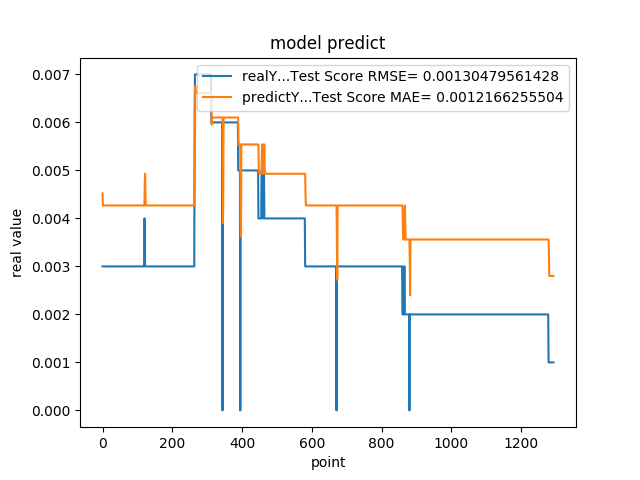 model predict
realY...Test Score RMSE= 0.00130479561428
predictY...Test Score MAE= 0.0012166255504
0.007
0.006
0.005
0.004
0.003
0.002
0.001
0.000
real value
0 200 400 600 800 1000 1200
point